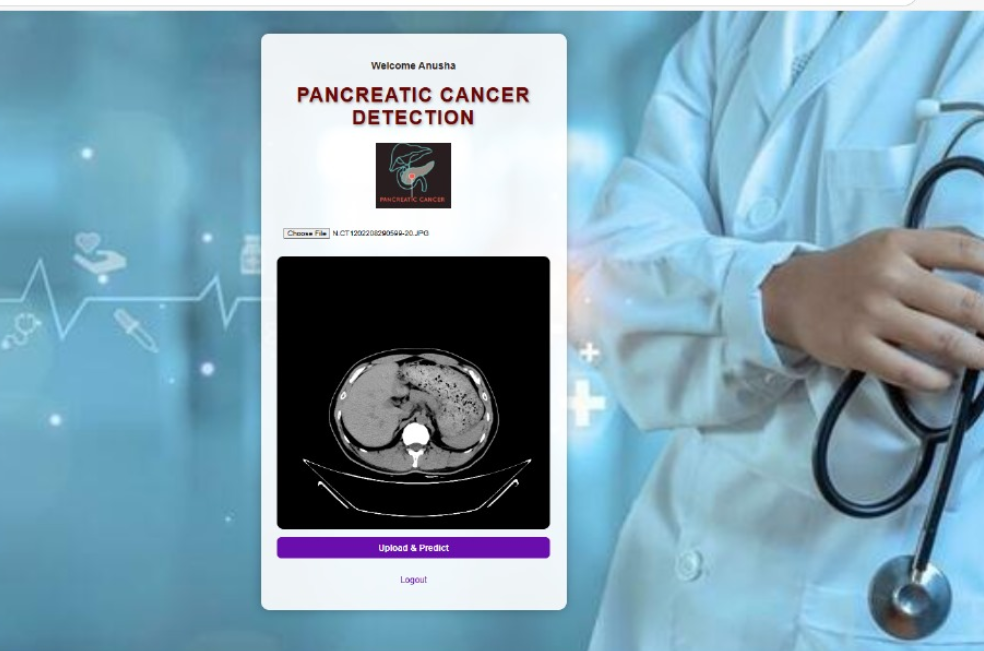 Welcome Anusha
PANCREATIC CANCER
DETECTION
PANCREATIC CANCER
Choose File N.CT1202208290599-20.JPG
Upload & Predict
Logout